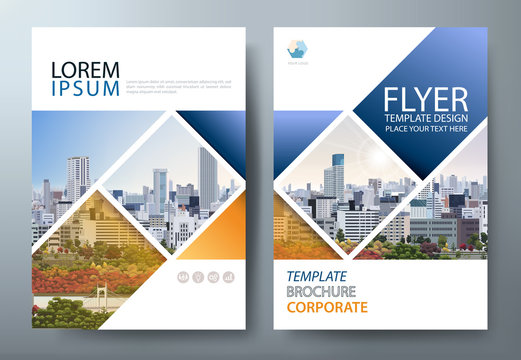 LOREM
IPSUM
FLYER
TEMPLATE DESIGN
PLACE YOUR TEXT HERE
TEMPLATE
BROCHURE
CORPORATE